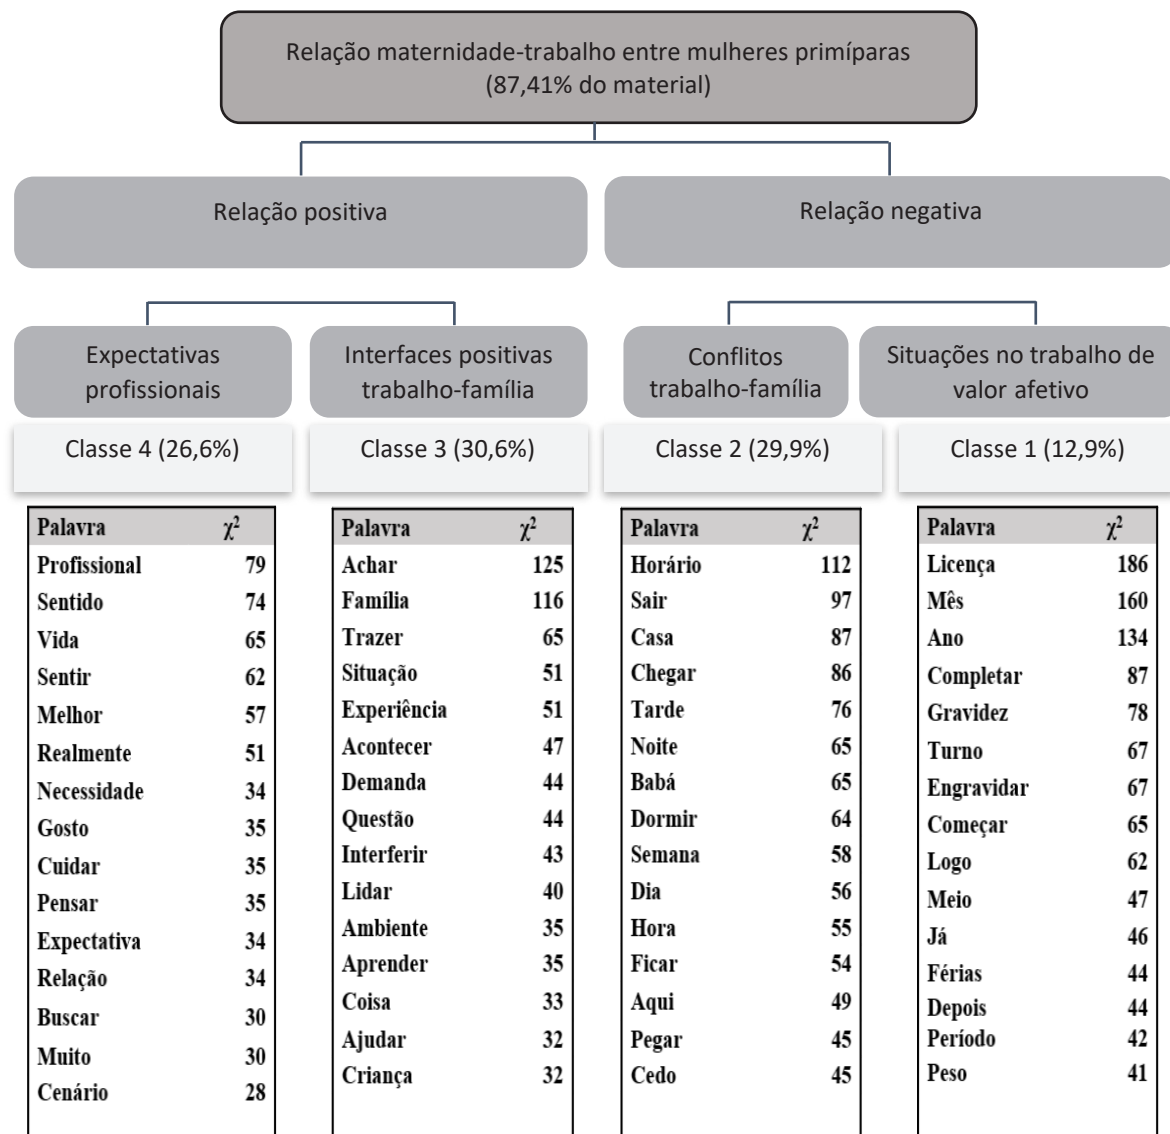 Relação maternidade-trabalho entre mulheres primíparas
(87,41% do material)
Relação positiva
Relação negativa
Expectativas
profissionais
Interfaces positivas
trabalho-família
Conflitos
trabalho-família
Situações no trabalho de
valor afetivo
Classe 4 (26,6%)
Classe 3 (30,6%)
Classe 2 (29,9%)
Classe 1 (12,9%)
Palavra χ²
Profissional 79
Sentido 74
Vida 65
Sentir 62
Melhor 57
Realmente 51
Necessidade 34
Gosto 35
Cuidar 35
Pensar 35
Expectativa 34
Relação 34
Buscar 30
Muito 30
Cenário 28
Palavra χ²
Achar 125
Família 116
Trazer 65
Situação 51
Experiência 51
Acontecer 47
Demanda 44
Questão 44
Interferir 43
Lidar 40
Ambiente 35
Aprender 35
Coisa 33
Ajudar 32
Criança 32
Palavra χ²
Horário 112
Sair 97
Casa 87
Chegar 86
Tarde 76
Noite 65
Babá 65
Dormir 64
Semana 58
Dia 56
Hora 55
Ficar 54
Aqui 49
Pegar 45
Cedo 45
Palavra χ²
Licença 186
Mês 160
Ano 134
Completar 87
Gravidez 78
Turno 67
Engravidar 67
Começar 65
Logo 62
Meio 47
Já 46
Férias 44
Depois 44
Período 42
Peso 41